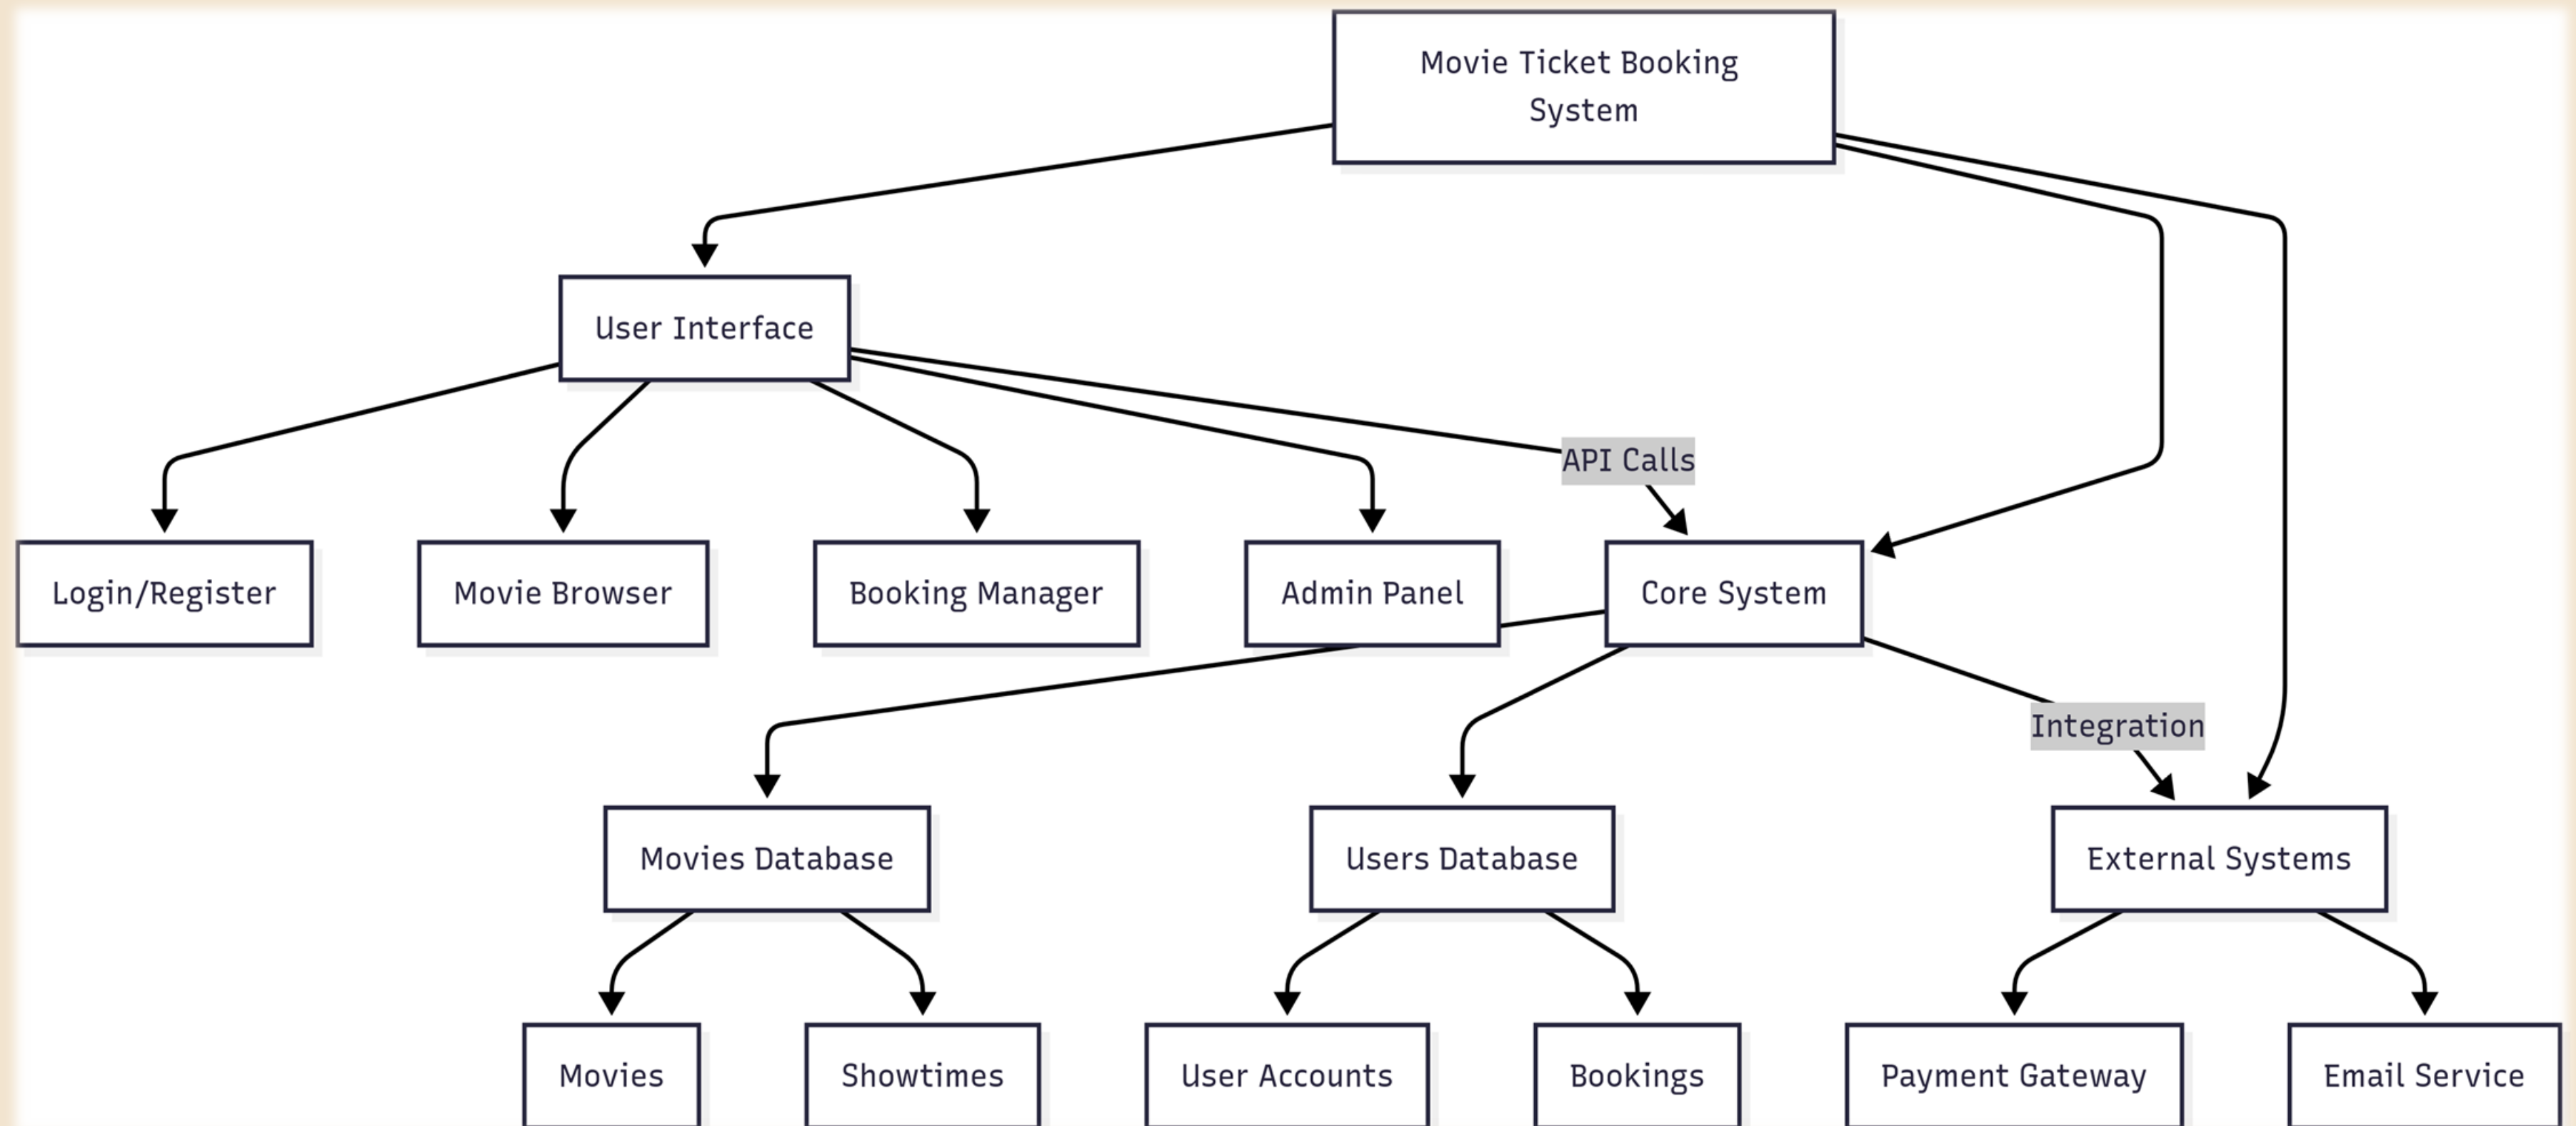 Movie Ticket Booking
System
User Interface
API Calls
Login/Register
Movie Browser
Booking Manager
Admin Panel
Core System
Integration
Movies Database
Users Database
External Systems
Movies
Showtimes
User Accounts
Bookings
Payment Gateway
Email Service